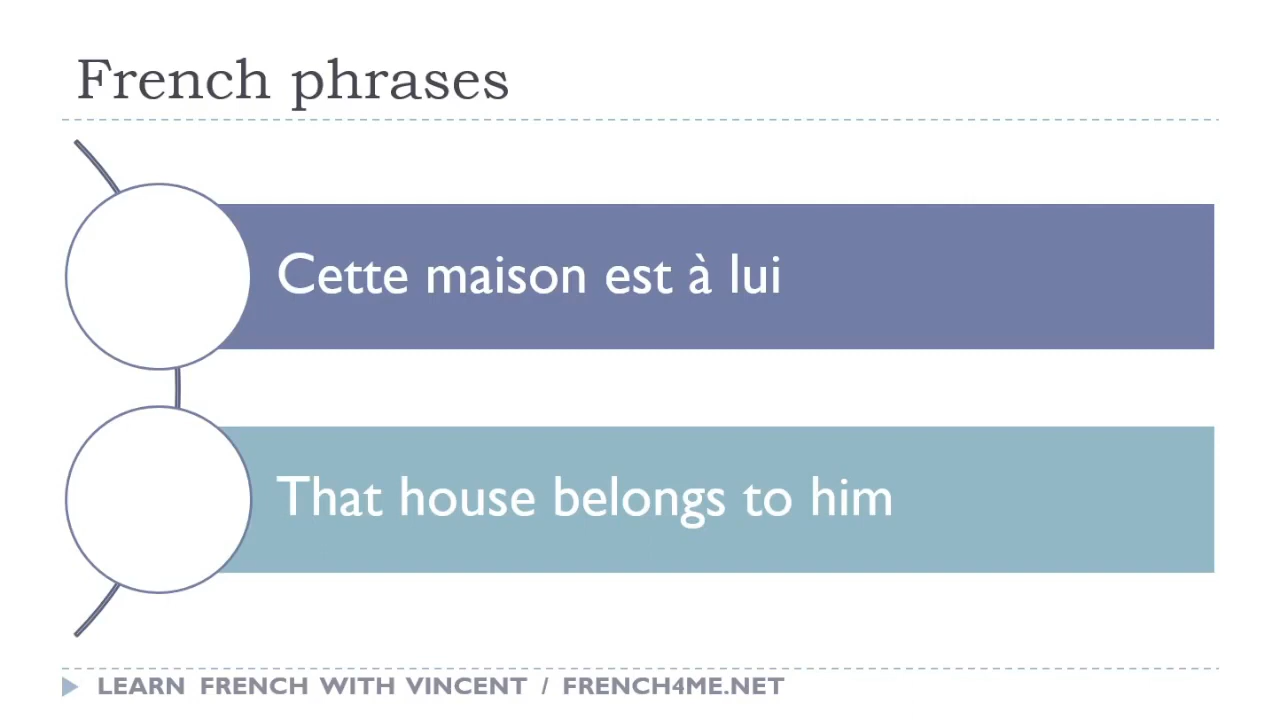 French phrases
Cette maison est à lui
That house belongs to him
LEARN FRENCH WITH VINCENT / FRENCH4ME.NET